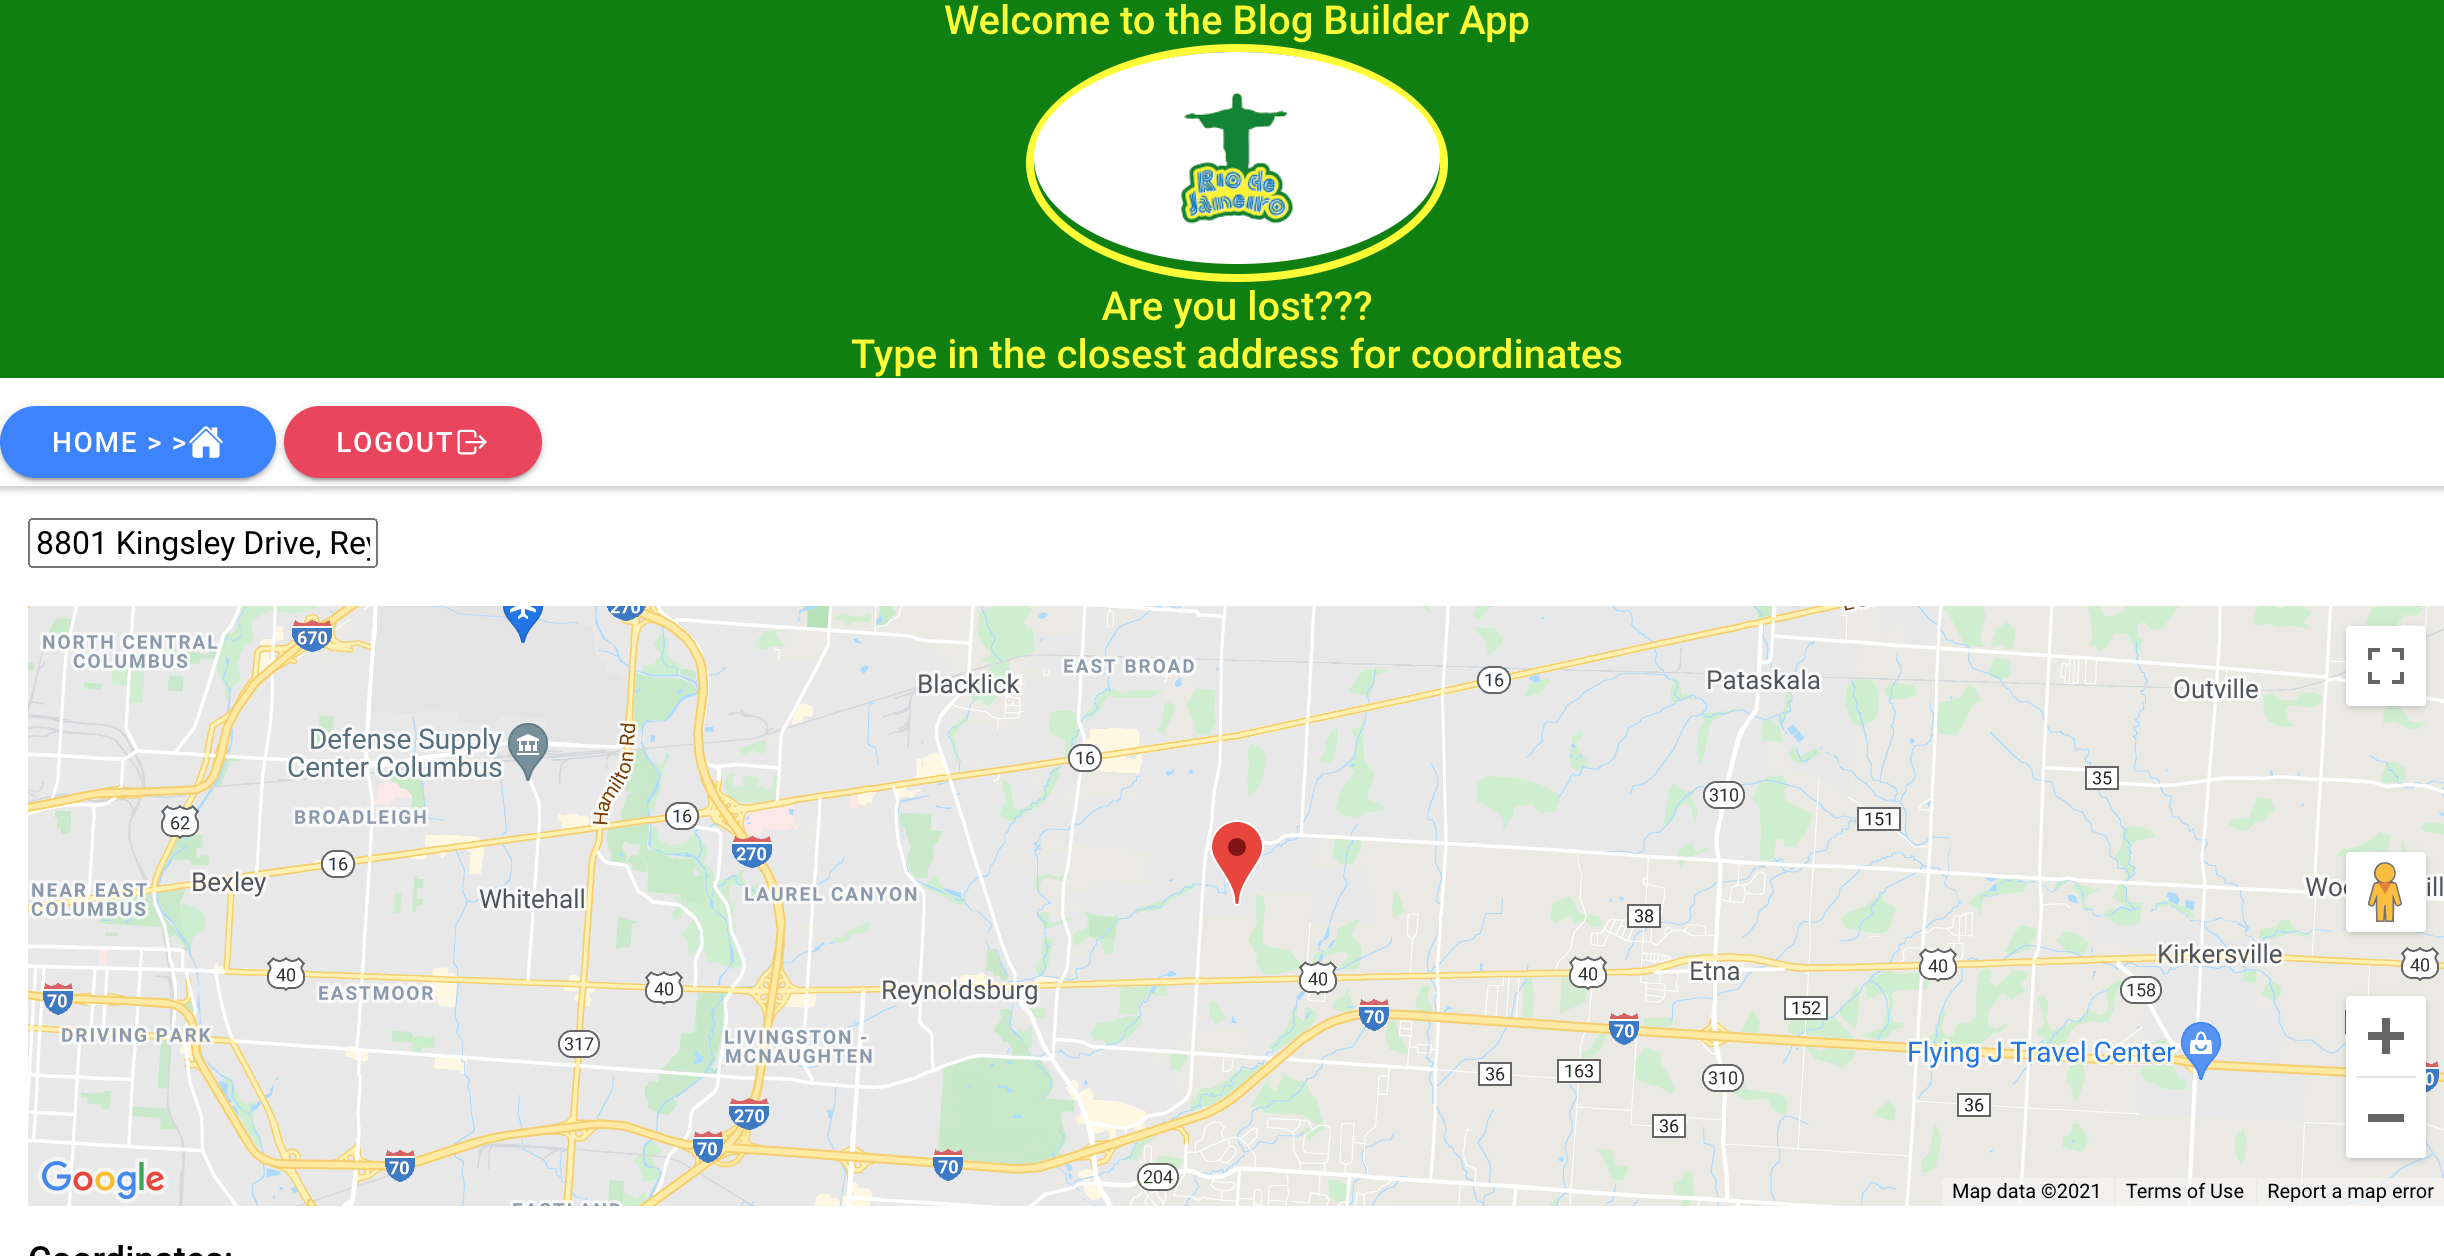 Welcome to the Blog Builder App
Rio de
Janeiro
Are you lost???
Type in the closest address for coordinates
HOME > >
LOGOUT
8801 Kingsley Drive, Rey
270
NORTH CENTRAL
COLUMBUS
670
EAST BROAD
Blacklick
16
Pataskala
Outville
Defense Supply
Center Columbus
Hamilton Rd
16
35
310
62
BROADLEIGH
16
151
270
16
Bexley
NEAR EAST
COLUMBUS
Whitehall
LAUREL CANYON
38
Kirkersville
40
40
Reynoldsburg
40
40
Etna
40
40
70
EASTMOOR
158
152
70
70
DRIVING PARK
317
LIVINGSTON -
MCNAUGHTEN
Flying J Travel Center
36
163
310
36
270
36
70
70
70
204
Google
Map data ©2021
Terms of Use
Report a map error
Coordinates: